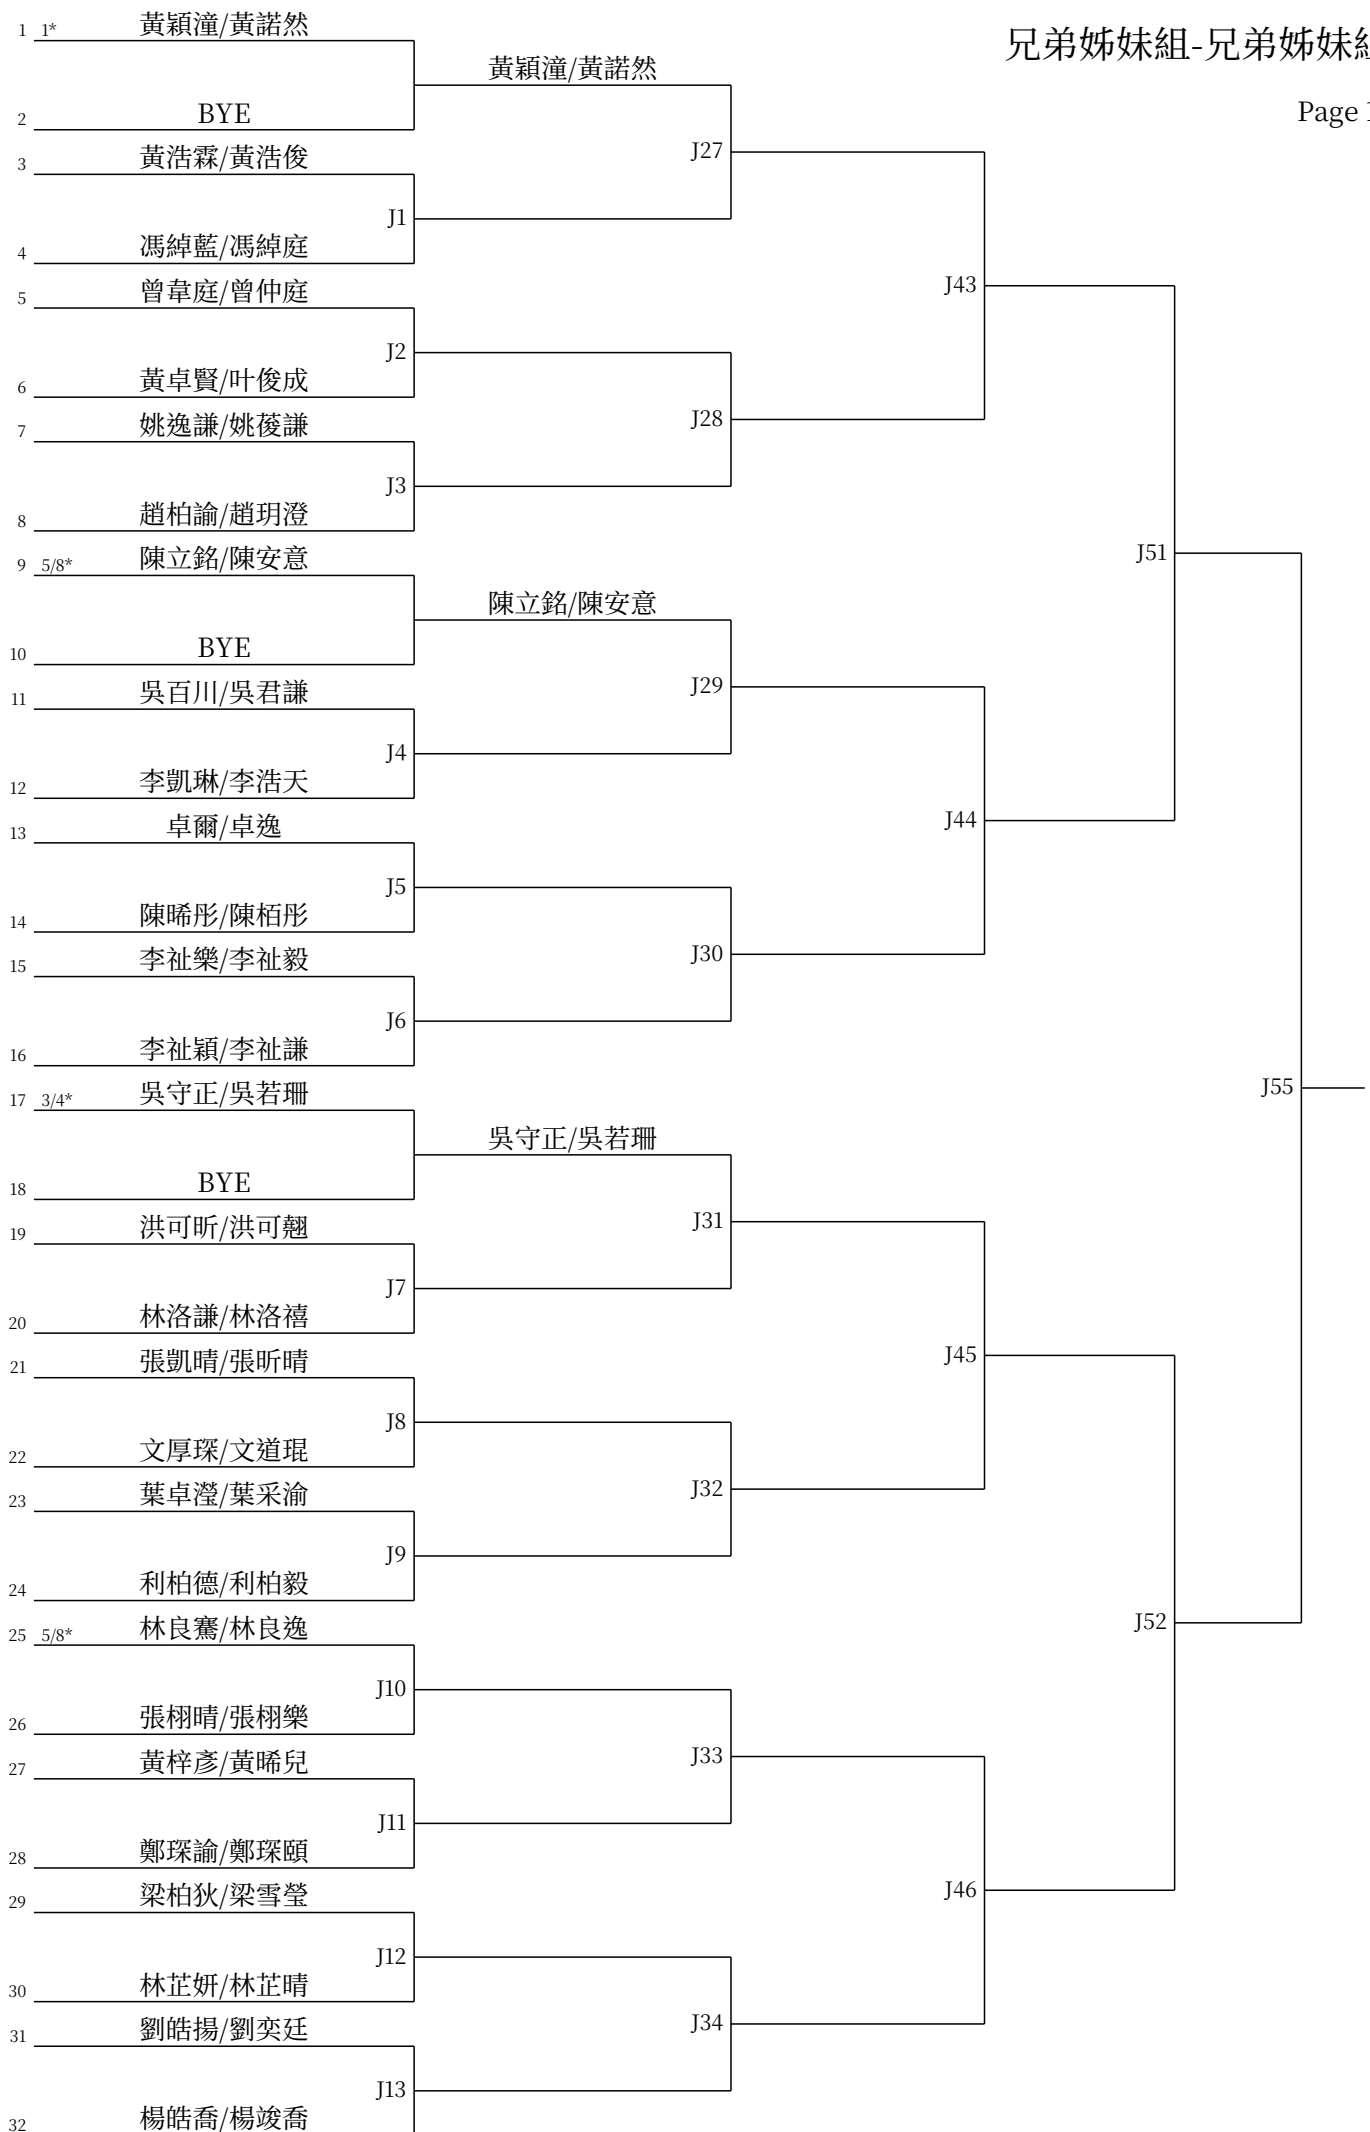 兄弟姊妹組-兄弟姊妹
Page
1 1* 黃穎潼/黃諾然
黃穎潼/黃諾然
2 BYE
J27
3 黃浩霖/黃浩俊
J1
4 馮綽藍/馮綽庭
J43
5 曾韋庭/曾仲庭
J2
6 黃卓賢/叶俊成
J28
7 姚逸謙/姚葰謙
J3
8 趙柏諭/趙玥澄
J51
9 5/8* 陳立銘/陳安意
陳立銘/陳安意
10 BYE
J29
11 吳百川/吳君謙
J4
12 李凱琳/李浩天
J44
13 卓爾/卓逸
J5
14 陳晞彤/陳栢彤
J30
15 李祉樂/李祉毅
J6
16 李祉穎/李祉謙
J55
17 3/4* 吳守正/吳若珊
吳守正/吳若珊
18 BYE
J31
19 洪可昕/洪可翹
J7
20 林洛謙/林洛禧
J45
21 張凱晴/張昕晴
J8
22 文厚琛/文道琨
J32
23 葉卓瀅/葉采渝
J9
24 利柏德/利柏毅
J52
25 5/8* 林良騫/林良逸
J10
26 張栩晴/張栩樂
J33
27 黃梓彥/黃晞兒
J11
28 鄭琛諭/鄭琛頤
J46
29 梁柏狄/梁雪瑩
J12
30 林芷妍/林芷晴
J34
31 劉皓揚/劉奕廷
J13
32 楊皓喬/楊竣喬